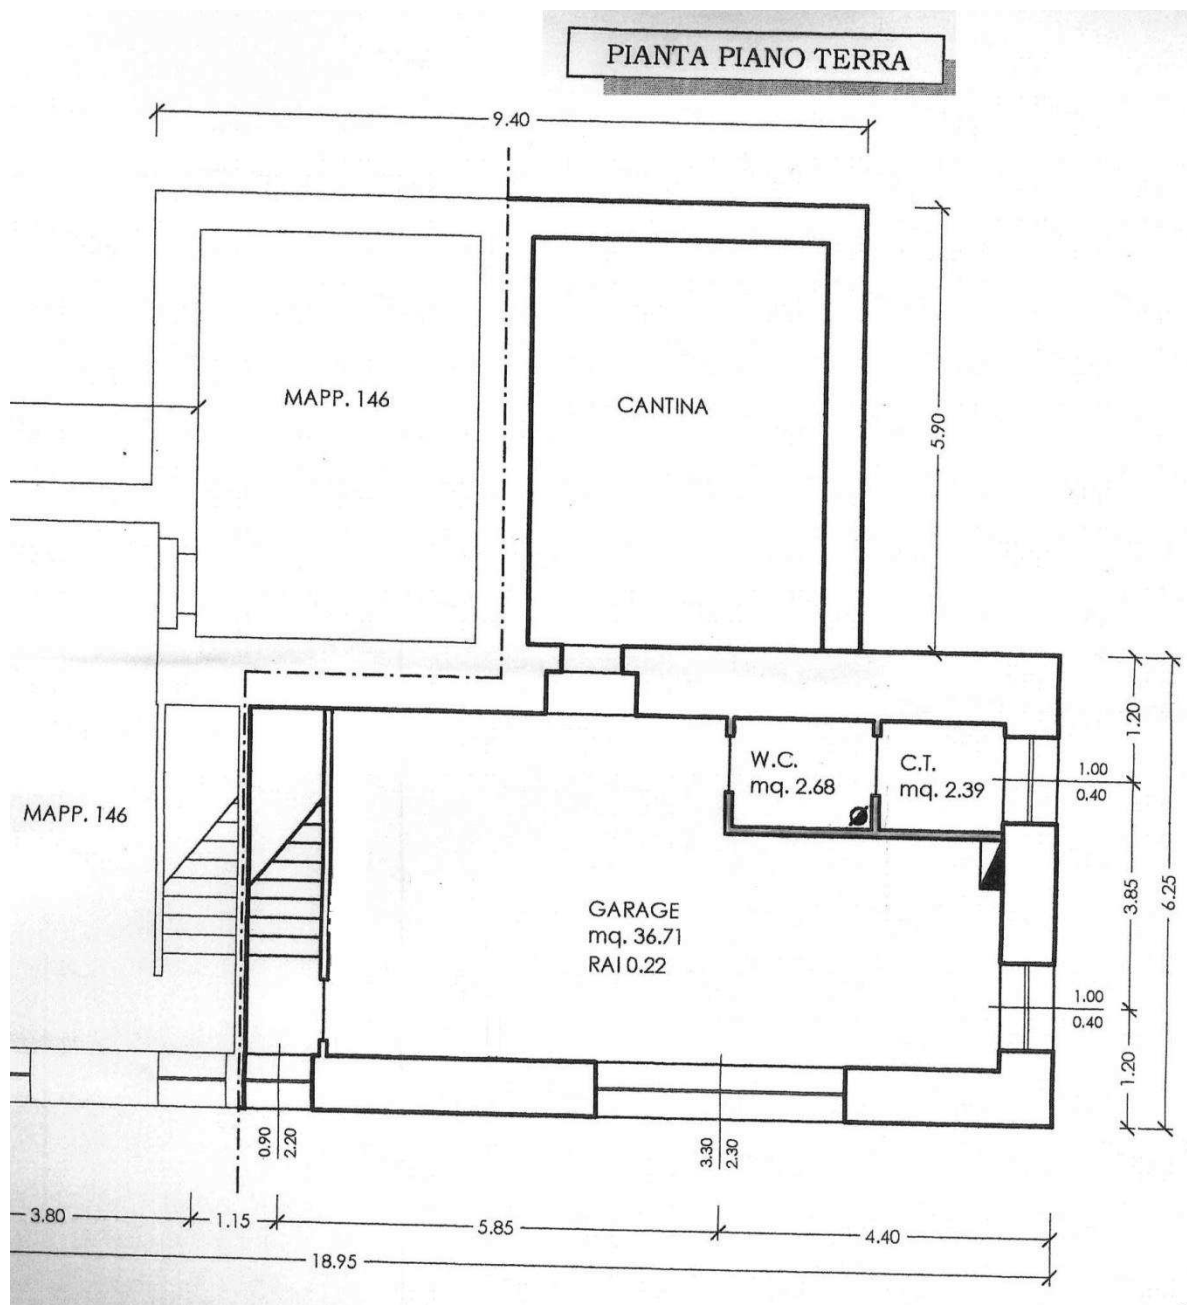 PIANTA PIANO TERRA
9.40
MAPP. 146
CANTINA
5.90
1.20
W.C.
mq. 2.68
C.T.
mq. 2.39
1.00
0.40
MAPP. 146
GARAGE
mq. 36.71
RAI 0.22
3.85
6.25
1.00
0.40
1.20
0.90
2.20
3.30
2.30
3.80
1.15
5.85
4.40
18.95